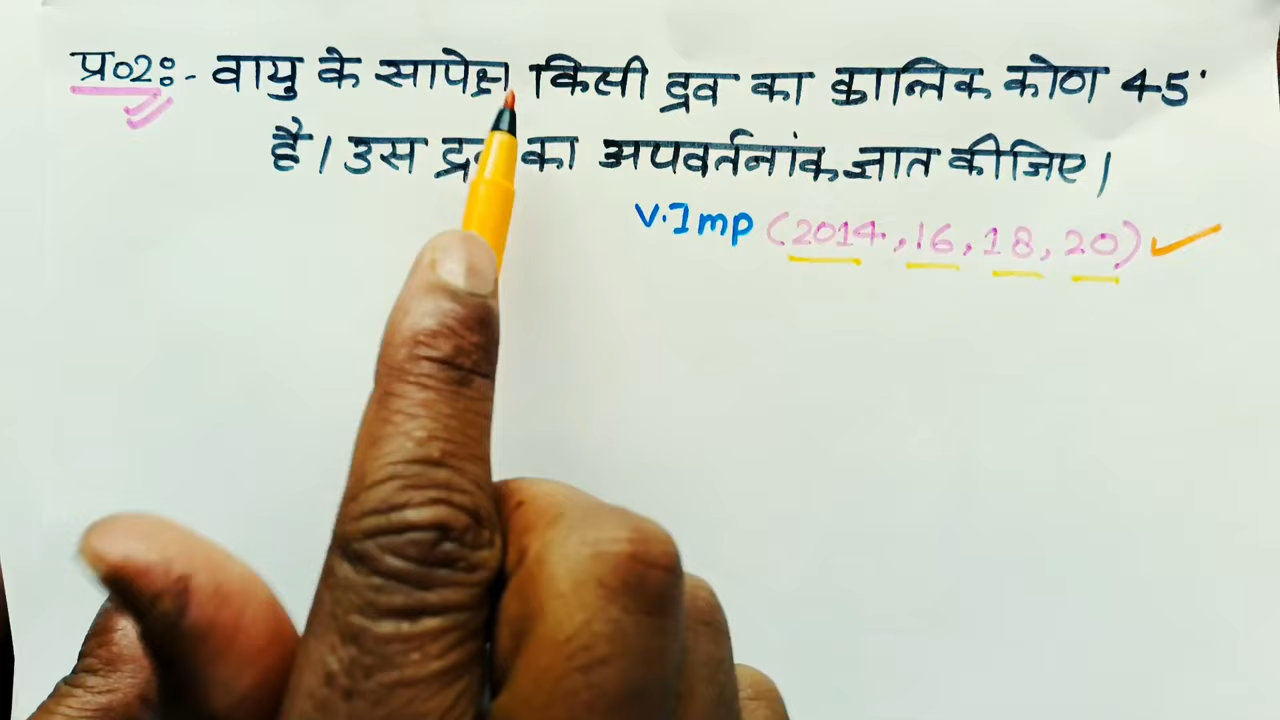 प्र०2ः- वायु के सापेक्ष किसी द्रव का क्रान्तिक कोण 45°
है। उस द्रव का अपवर्तनांक ज्ञात कीजिए।
V.Imp (2014, 16, 18, 20)